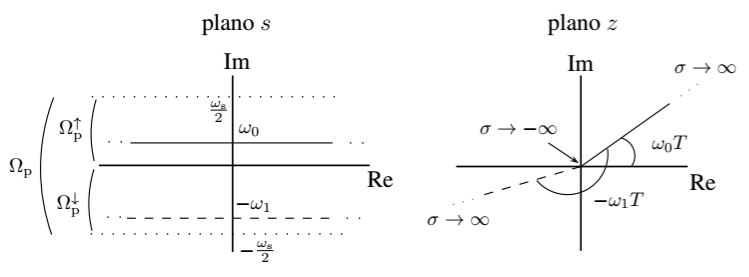 plano s
plano z
Im
Im
σ → ∞
ω_s/2
Ω_p^↑
ω_0
σ → −∞
ω_0T
Ω_p
Re
Re
Ω_p^↓
−ω_1
−ω_1T
σ → ∞
−ω_s/2